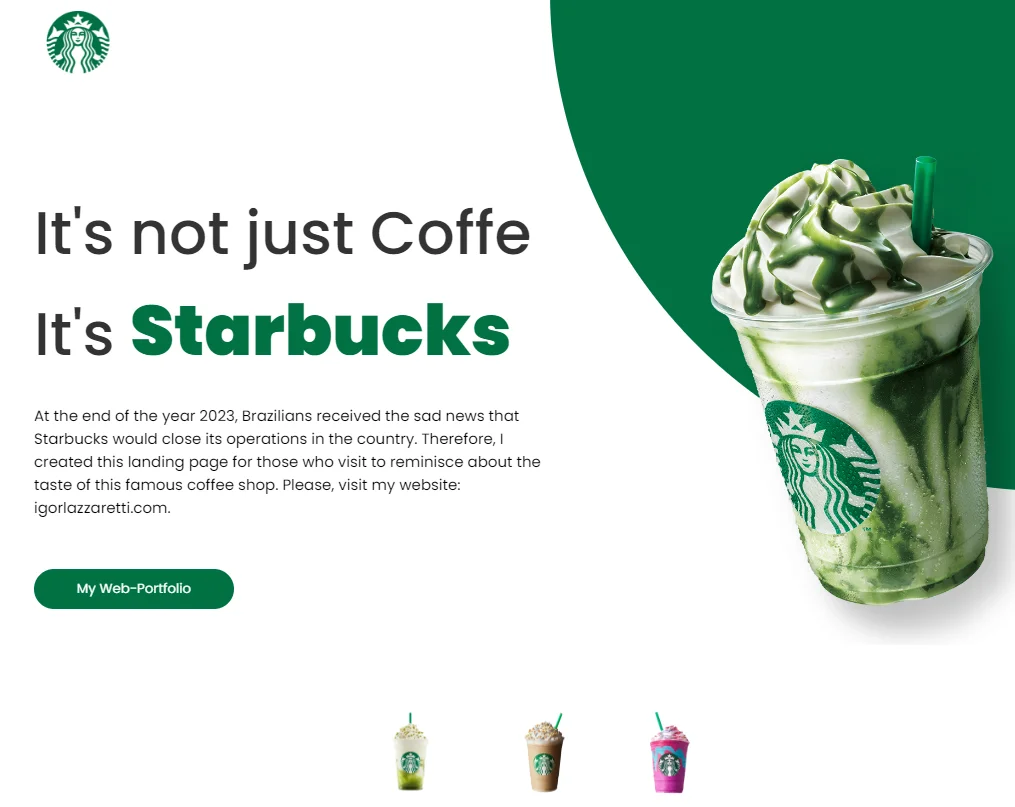 It's not just Coffe
It's Starbucks
At the end of the year 2023, Brazilians received the sad news that
Starbucks would close its operations in the country. Therefore, I
created this landing page for those who visit to reminisce about the
taste of this famous coffee shop. Please, visit my website:
igorlazzaretti.com.
My Web-Portfolio